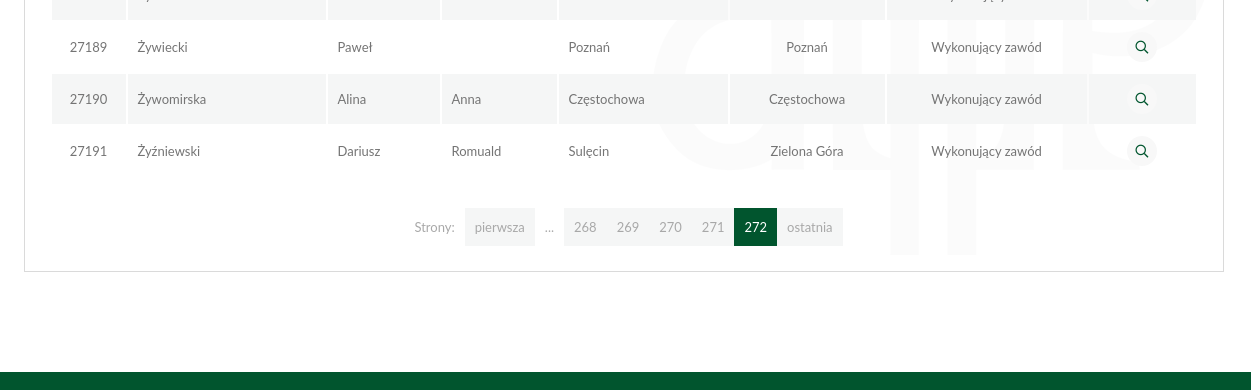 27189 Żywiecki Paweł Poznań Poznań Wykonujący zawód
27190 Żywomirska Alina Anna Częstochowa Częstochowa Wykonujący zawód
27191 Żyźniewski Dariusz Romuald Sulęcin Zielona Góra Wykonujący zawód
Strony: pierwsza ... 268 269 270 271 272 ostatnia